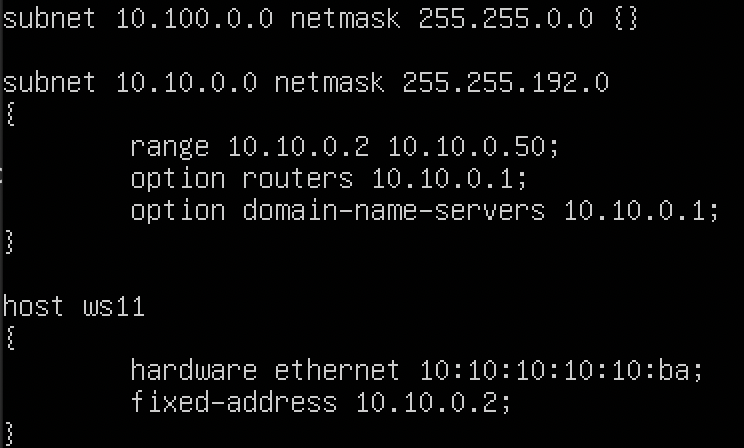 subnet 10.100.0.0 netmask 255.255.0.0 {}
subnet 10.10.0.0 netmask 255.255.192.0
{
range 10.10.0.2 10.10.0.50;
option routers 10.10.0.1;
option domain-name-servers 10.10.0.1;
}
host ws11
{
hardware ethernet 10:10:10:10:10:ba;
fixed-address 10.10.0.2;
}